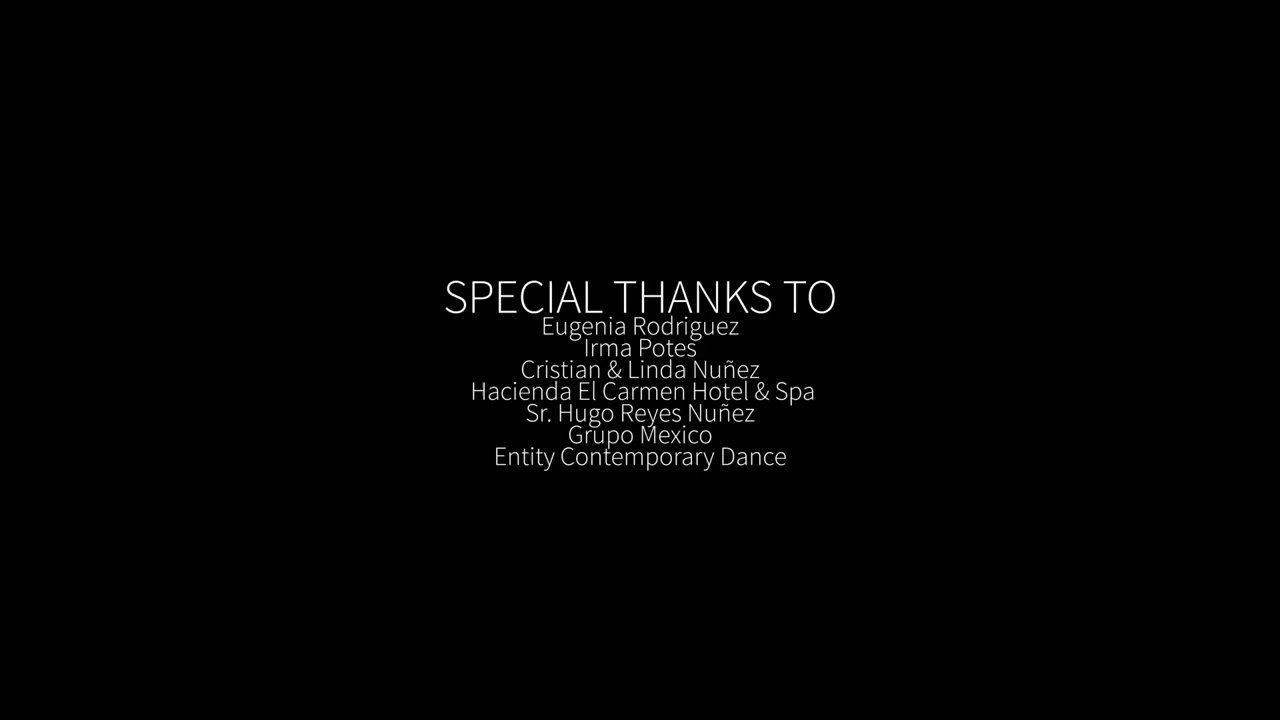 SPECIAL THANKS TO
Eugenia Rodriguez
Irma Potes
Cristian & Linda Nuñez
Hacienda El Carmen Hotel & Spa
Sr. Hugo Reyes Nuñez
Grupo Mexico
Entity Contemporary Dance